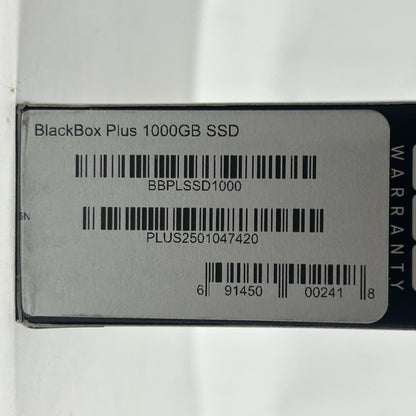 BlackBox Plus 1000GB SSD
BBPLSSD1000
SN
PLUS2501047420
6 91450 00241 8
WARRANTY